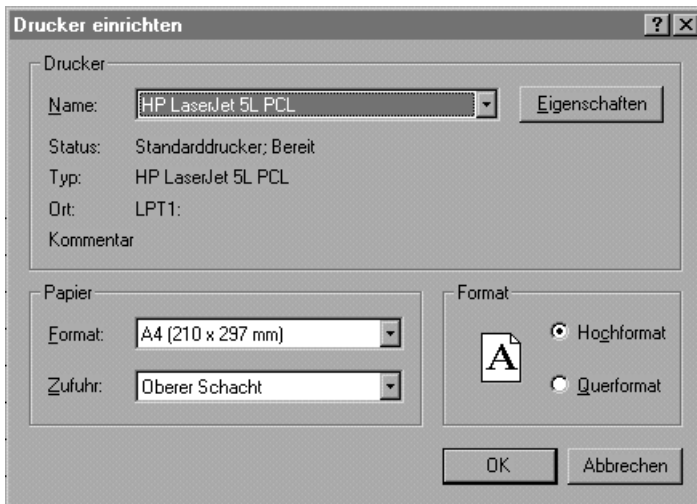 Drucker einrichten
Drucker
Name: HP LaserJet 5L PCL Eigenschaften
Status: Standarddrucker; Bereit
Typ: HP LaserJet 5L PCL
Ort: LPT1:
Kommentar
Papier
Format: A4 (210 x 297 mm)
Zufuhr: Oberer Schacht
Format
A
Hochformat
Querformat
OK Abbrechen